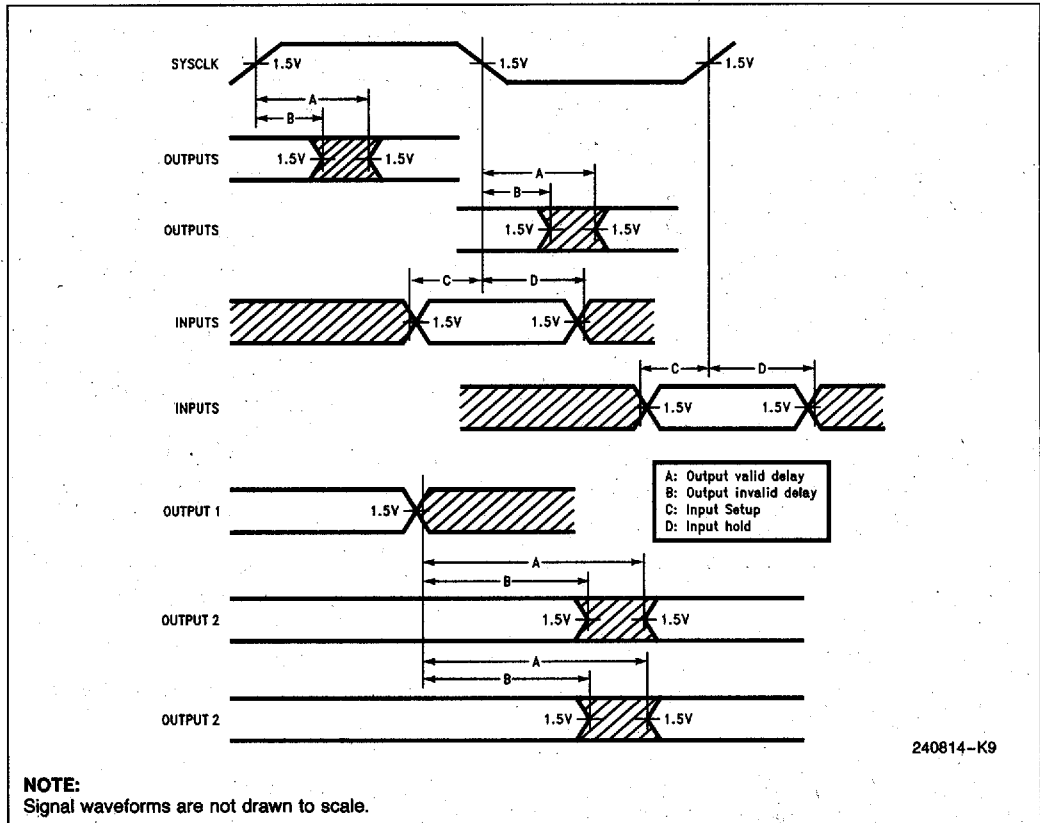 SYSCLK 1.5V 1.5V 1.5V
A
B
OUTPUTS 1.5V 1.5V
A
B
OUTPUTS 1.5V 1.5V
C D
INPUTS 1.5V 1.5V
C D
INPUTS 1.5V 1.5V
A: Output valid delay
B: Output invalid delay
C: Input Setup
D: Input hold
OUTPUT 1 1.5V
A
B
OUTPUT 2 1.5V 1.5V
A
B
OUTPUT 2 1.5V 1.5V
240814-K9
NOTE:
Signal waveforms are not drawn to scale.